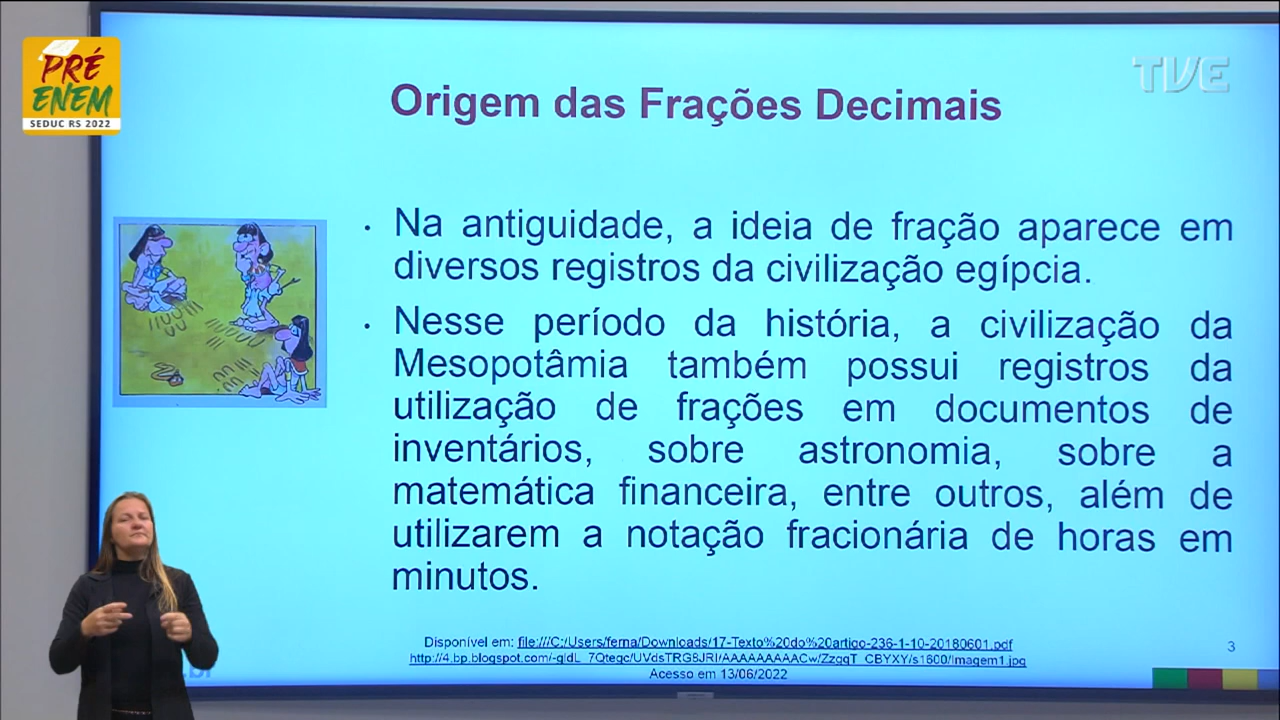 PRÉ
ENEM
SEDUC RS 2022
TVE
Origem das Frações Decimais
• Na antiguidade, a ideia de fração aparece em
diversos registros da civilização egípcia.
• Nesse período da história, a civilização da
Mesopotâmia também possui registros da
utilização de frações em documentos de
inventários, sobre astronomia, sobre a
matemática financeira, entre outros, além de
utilizarem a notação fracionária de horas em
minutos.
Disponível em: file:///C:/Users/ferna/Downloads/17-Texto%20do%20artigo-236-1-10-20180601.pdf
Acesso em 13/06/2022
3